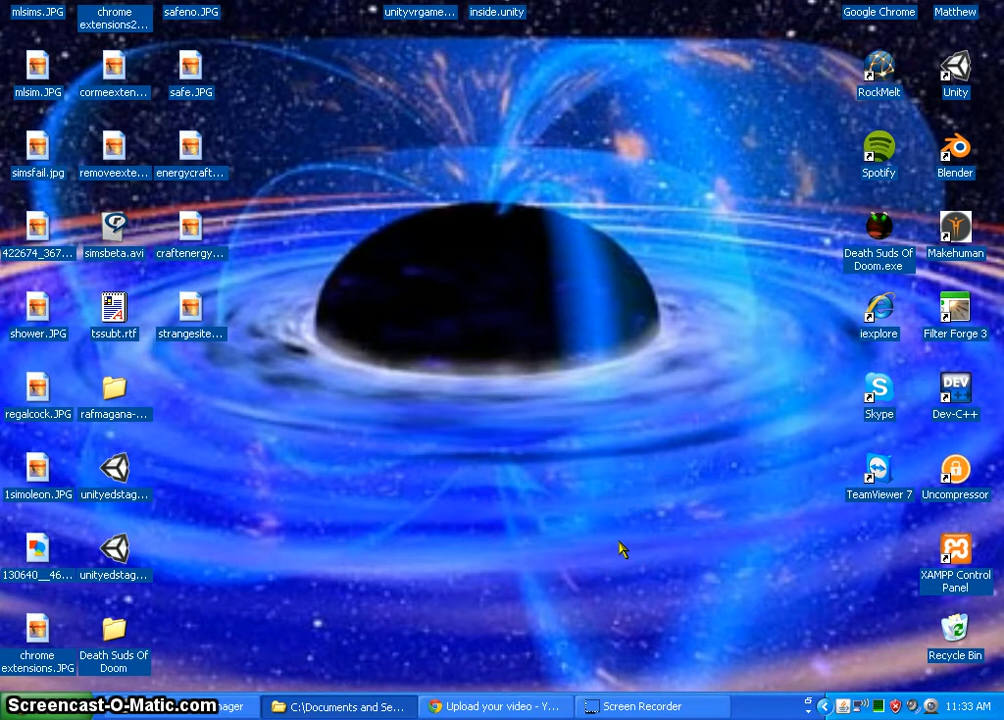 mlsims.JPG
chrome
extensions2...
safeno.JPG
unityvrgame...
inside.unity
Google Chrome
Matthew
mlsim.JPG
cormeexten...
safe.JPG
RockMelt
Unity
simsfail.jpg
removeexte...
energycraft...
Spotify
Blender
422674_367...
simsbeta.avi
craftenergy...
Death Suds Of
Doom.exe
Makehuman
shower.JPG
tssubt.rtf
strangesite...
iexplore
Filter Forge 3
regalcock.JPG
rafmagana-...
Skype
DEV
Dev-C++
1simoleon.JPG
unityedstag...
TeamViewer 7
Uncompressor
130640__46...
unityedstag...
XAMPP Control
Panel
chrome
extensions.JPG
Death Suds Of
Doom
Recycle Bin
Screencast-O-Matic.com
nager
C:\Documents and Se...
Upload your video - Y...
Screen Recorder
11:33 AM